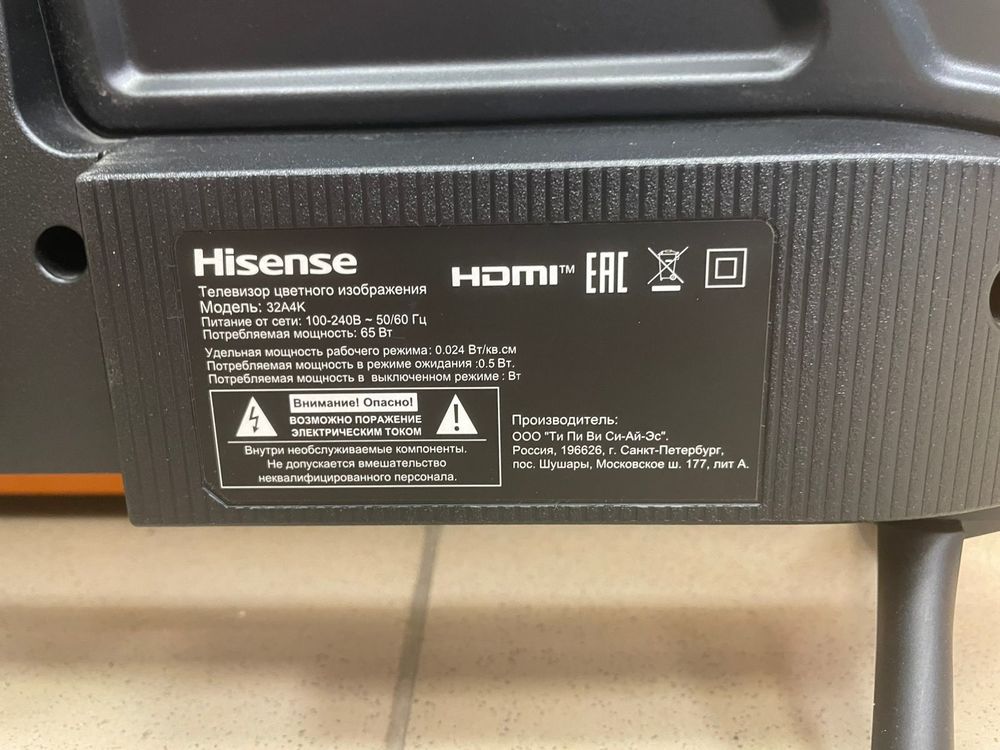 Hisense
HDMI™ EAC
Телевизор цветного изображения
Модель: 32A4K
Питание от сети: 100-240В ~ 50/60 Гц
Потребляемая мощность: 65 Вт
Удельная мощность рабочего режима: 0.024 Вт/кв.см
Потребляемая мощность в режиме ожидания :0.5 Вт.
Потребляемая мощность в выключенном режиме : Вт
Внимание! Опасно!
ВОЗМОЖНО ПОРАЖЕНИЕ
ЭЛЕКТРИЧЕСКИМ ТОКОМ
Внутри необслуживаемые компоненты.
Не допускается вмешательство
неквалифицированного персонала.
Производитель:
ООО "Ти Пи Ви Си-Ай-Эс".
Россия, 196626, г. Санкт-Петербург,
пос. Шушары, Московское ш. 177, лит А.